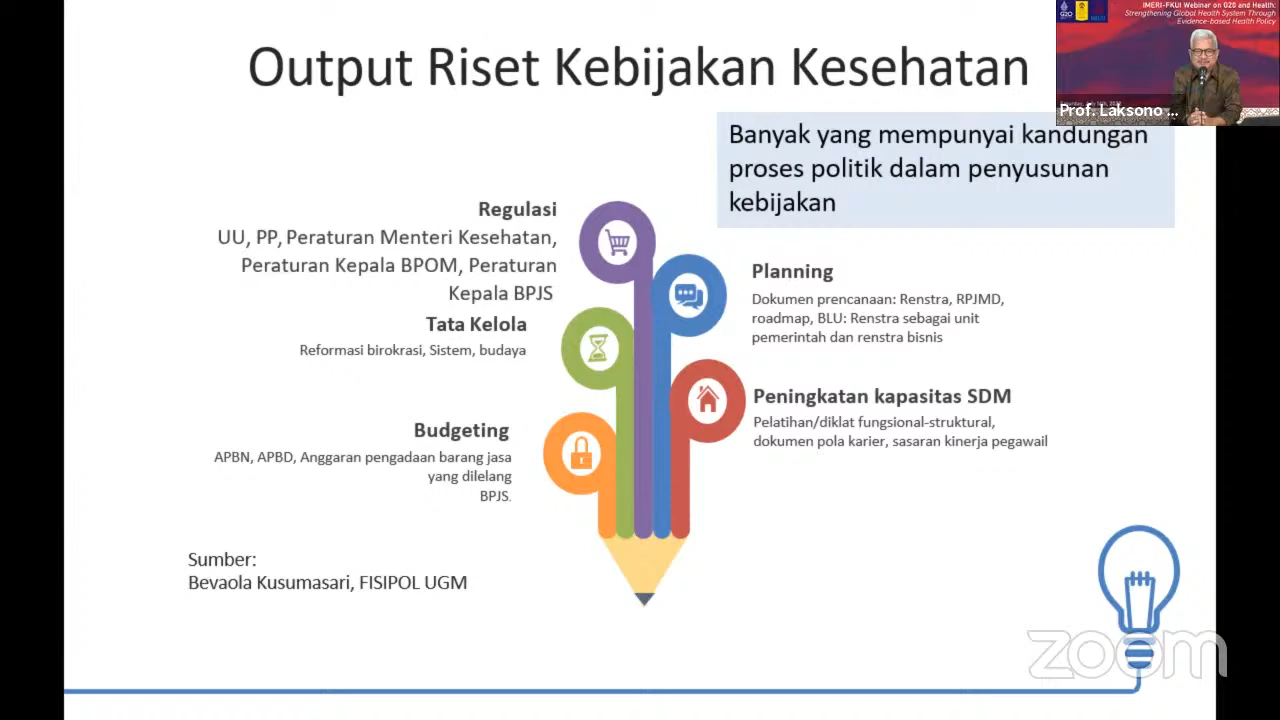 Output Riset Kebijakan Kesehatan
IMERI-FKUI Webinar on G20 and Health:
Strengthening Global Health System Through
Evidence-based Health Policy
Prof. Laksono ...
Banyak yang mempunyai kandungan
proses politik dalam penyusunan
kebijakan
Regulasi
UU, PP, Peraturan Menteri Kesehatan,
Peraturan Kepala BPOM, Peraturan
Kepala BPJS
Planning
Dokumen prencanaan: Renstra, RPJMD,
roadmap, BLU: Renstra sebagai unit
pemerintah dan renstra bisnis
Tata Kelola
Reformasi birokrasi, Sistem, budaya
Peningkatan kapasitas SDM
Pelatihan/diklat fungsional-struktural,
dokumen pola karier, sasaran kinerja pegawail
Budgeting
APBN, APBD, Anggaran pengadaan barang jasa
yang dilelang
BPJS.
Sumber:
Bevaola Kusumasari, FISIPOL UGM
zoom